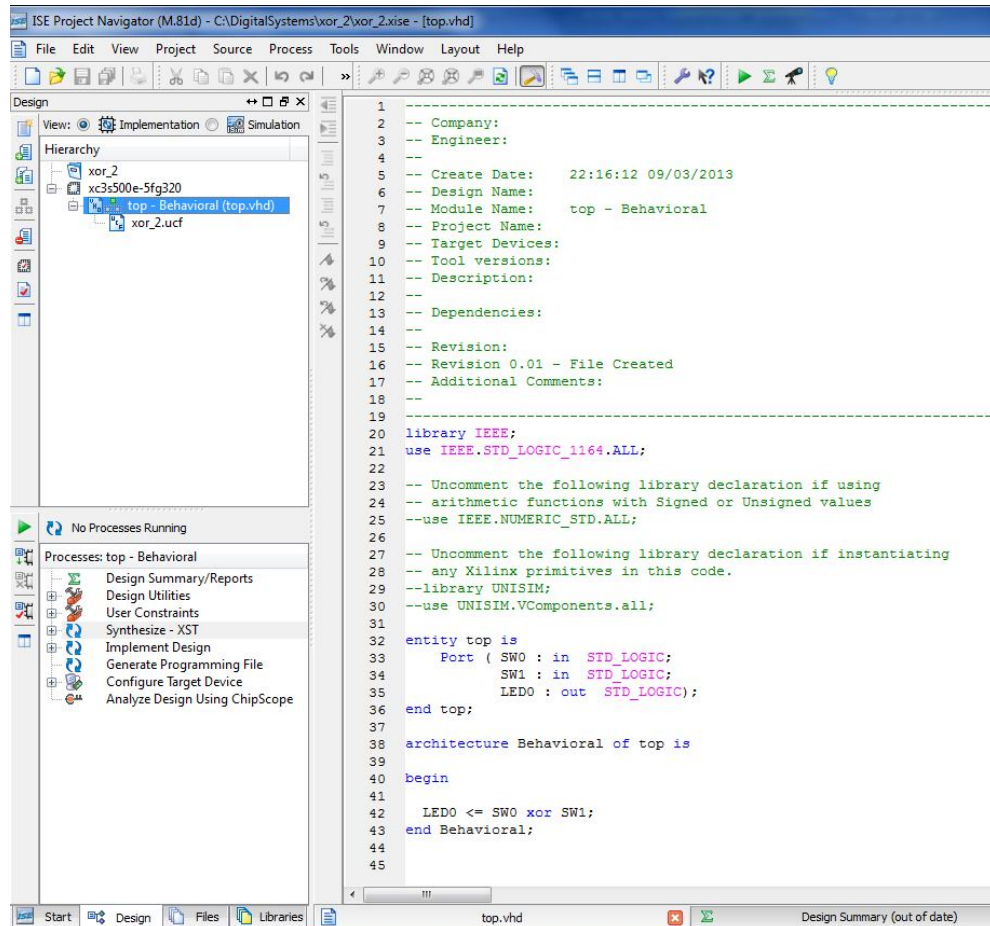 ISE Project Navigator (M.81d) - C:\DigitalSystems\xor_2\xor_2.xise - [top.vhd]
File Edit View Project Source Process Tools Window Layout Help
Design
View: Implementation Simulation
Hierarchy
xor_2
xc3s500e-5fg320
top - Behavioral (top.vhd)
xor_2.ucf
No Processes Running
Processes: top - Behavioral
Design Summary/Reports
Design Utilities
User Constraints
Synthesize - XST
Implement Design
Generate Programming File
Configure Target Device
Analyze Design Using ChipScope
Start Design Files Libraries
1 ----------------------------------------------------------------------------------
2 -- Company:
3 -- Engineer:
4 --
5 -- Create Date: 22:16:12 09/03/2013
6 -- Design Name:
7 -- Module Name: top - Behavioral
8 -- Project Name:
9 -- Target Devices:
10 -- Tool versions:
11 -- Description:
12 --
13 -- Dependencies:
14 --
15 -- Revision:
16 -- Revision 0.01 - File Created
17 -- Additional Comments:
18 --
19 ----------------------------------------------------------------------------------
20 library IEEE;
21 use IEEE.STD_LOGIC_1164.ALL;
22
23 -- Uncomment the following library declaration if using
24 -- arithmetic functions with Signed or Unsigned values
25 --use IEEE.NUMERIC_STD.ALL;
26
27 -- Uncomment the following library declaration if instantiating
28 -- any Xilinx primitives in this code.
29 --library UNISIM;
30 --use UNISIM.VComponents.all;
31
32 entity top is
33 Port ( SW0 : in STD_LOGIC;
34 SW1 : in STD_LOGIC;
35 LED0 : out STD_LOGIC);
36 end top;
37
38 architecture Behavioral of top is
39
40 begin
41
42 LED0 <= SW0 xor SW1;
43 end Behavioral;
44
45
top.vhd
Design Summary (out of date)